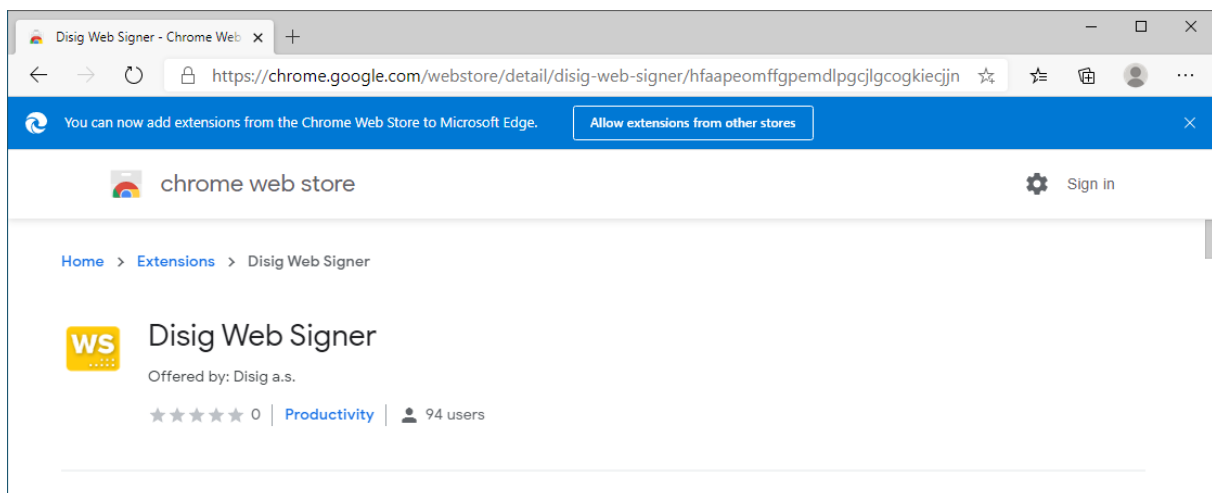 Disig Web Signer - Chrome Web
https://chrome.google.com/webstore/detail/disig-web-signer/hfaapeomffgpemdlpgcjlgcogkiecjjn
You can now add extensions from the Chrome Web Store to Microsoft Edge. Allow extensions from other stores
chrome web store Sign in
Home > Extensions > Disig Web Signer
WS
Disig Web Signer
Offered by: Disig a.s.
0 | Productivity | 94 users